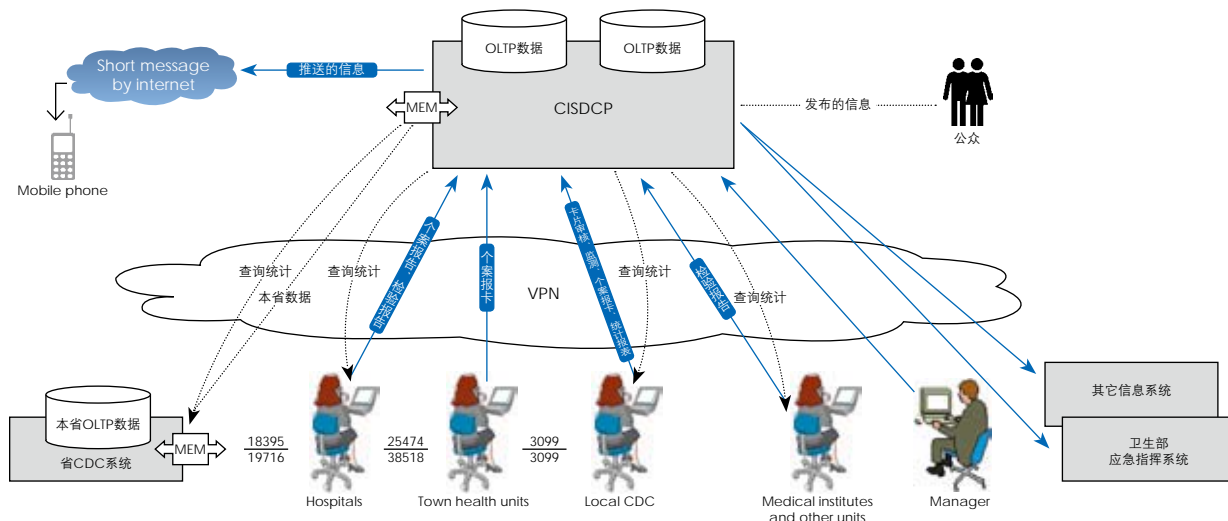 OLTP数据
OLTP数据
Short message
by internet
推送的信息
MEM
CISDCP
发布的信息
公众
Mobile phone
个案报告,检验报告
个案报卡
卡片审核,监测,个案报卡,统计报表
检验报告
查询统计
查询统计
查询统计
查询统计
本省数据
VPN
本省OLTP数据
MEM
省CDC系统
18395
19716
25474
38518
3099
3099
其它信息系统
卫生部
应急指挥系统
Hospitals
Town health units
Local CDC
Medical institutes
and other units
Manager